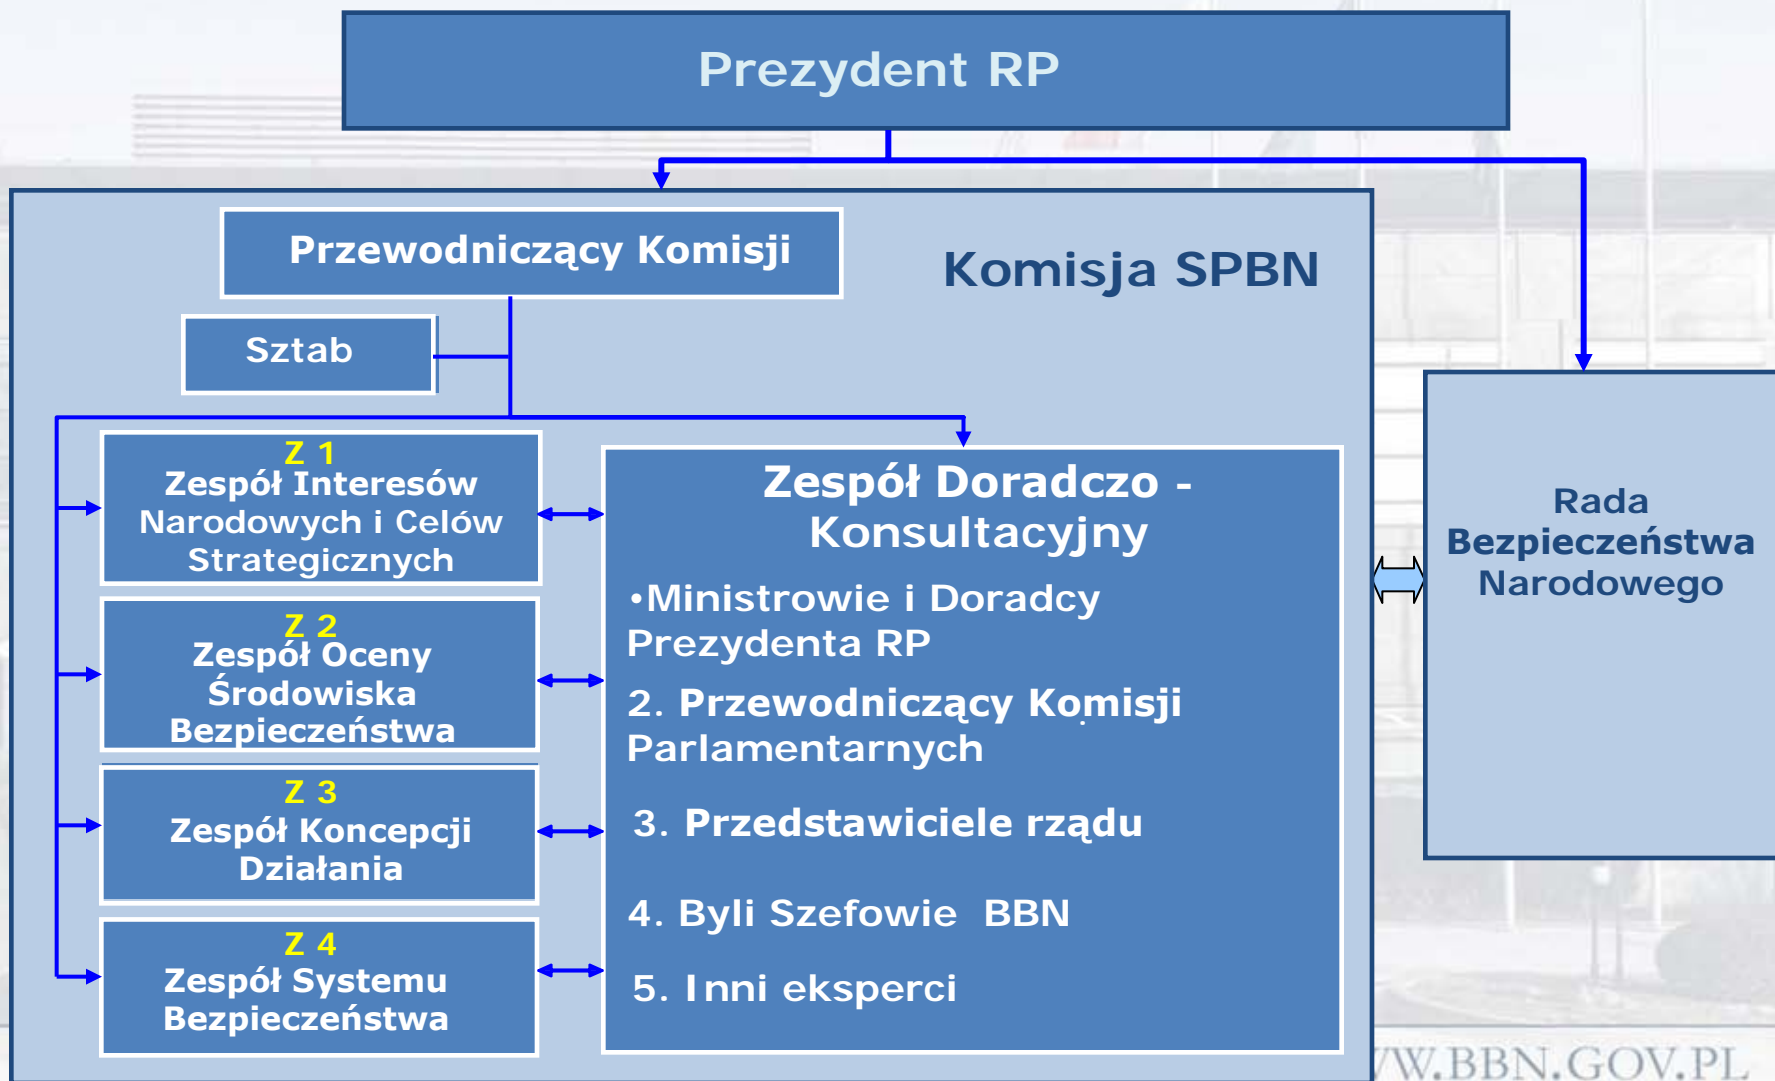 Prezydent RP
Przewodniczący Komisji
Komisja SPBN
Sztab
Z 1
Zespół Interesów
Narodowych i Celów
Strategicznych
Z 2
Zespół Oceny
Środowiska
Bezpieczeństwa
Z 3
Zespół Koncepcji
Działania
Z 4
Zespół Systemu
Bezpieczeństwa
Zespół Doradczo -
Konsultacyjny
•Ministrowie i Doradcy
Prezydenta RP
2. Przewodniczący Komisji
Parlamentarnych
3. Przedstawiciele rządu
4. Byli Szefowie BBN
5. Inni eksperci
Rada
Bezpieczeństwa
Narodowego
W.BBN.GOV.PL